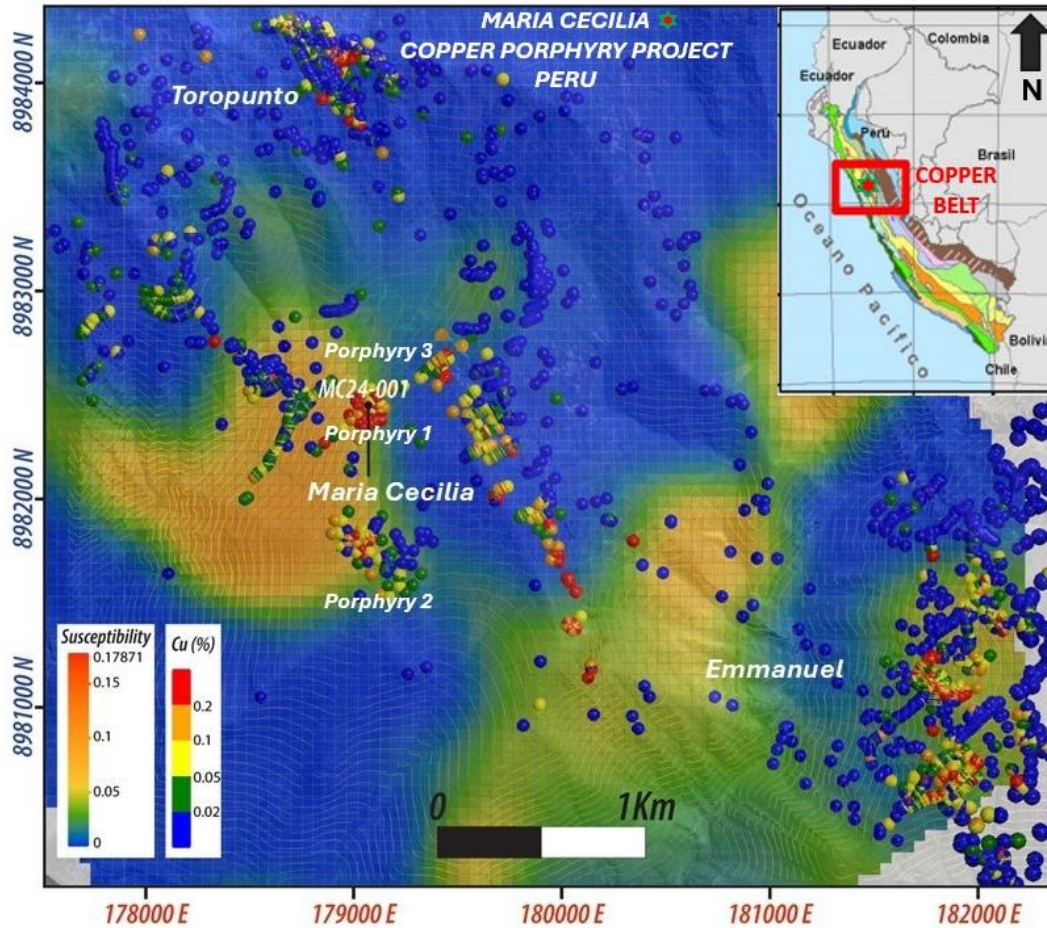 MARIA CECILIA
COPPER PORPHYRY PROJECT
PERU
Ecuador
Colombia
Ecuador
Perú
Brasil
Bolivia
Chile
Oceano Pacífico
N
COPPER
BELT
Toropunto
Porphyry 3
MC24-001
Porphyry 1
Maria Cecilia
Porphyry 2
Emmanuel
Susceptibility
0.17871
0.15
0.1
0.05
0
Cu (%)
0.2
0.1
0.05
0.02
0
1Km
8984000 N
8983000 N
8982000 N
8981000 N
178000 E
179000 E
180000 E
181000 E
182000 E